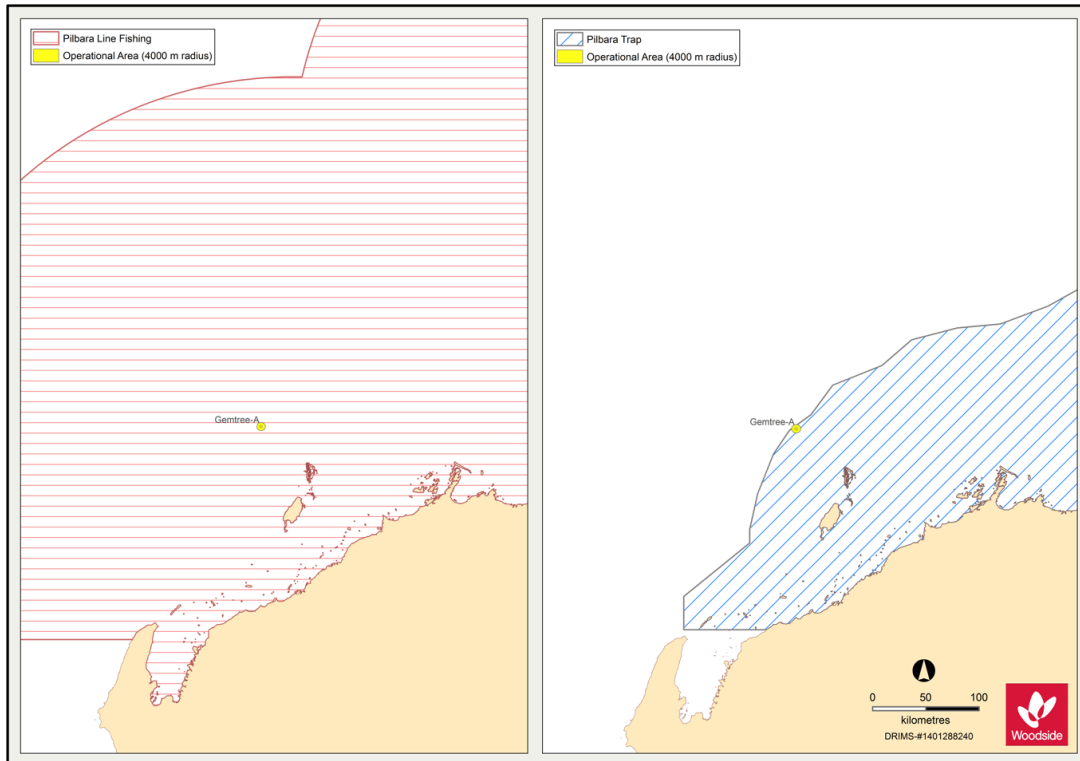 Pilbara Line Fishing
Operational Area (4000 m radius)
Gemtree-A
Pilbara Trap
Operational Area (4000 m radius)
Gemtree-A
0 50 100
kilometres
DRIMS-#1401288240
Woodside